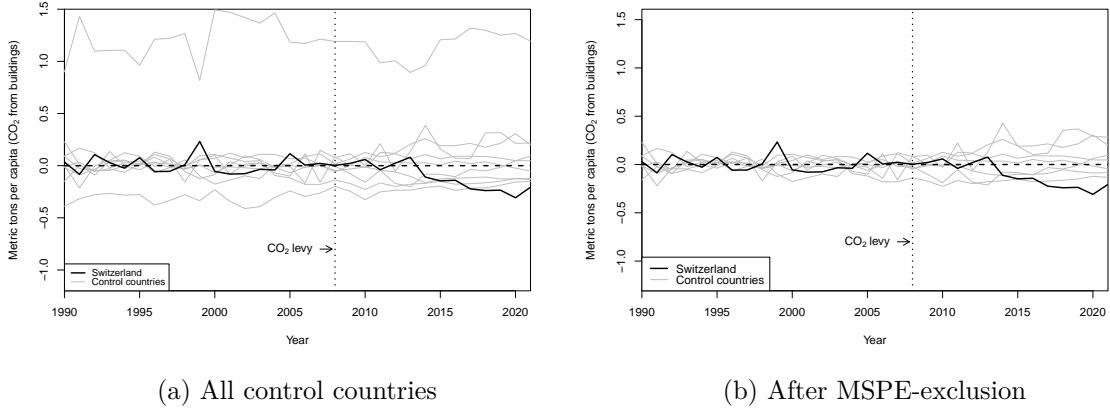 1.5
1.0
0.5
0.0
−0.5
−1.0
Metric tons per capita (CO₂ from buildings)
CO₂ levy
Switzerland
Control countries
1990 1995 2000 2005 2010 2015 2020
Year
(a) All control countries
1.5
1.0
0.5
0.0
−0.5
−1.0
Metric tons per capita (CO₂ from buildings)
CO₂ levy
Switzerland
Control countries
1990 1995 2000 2005 2010 2015 2020
Year
(b) After MSPE-exclusion